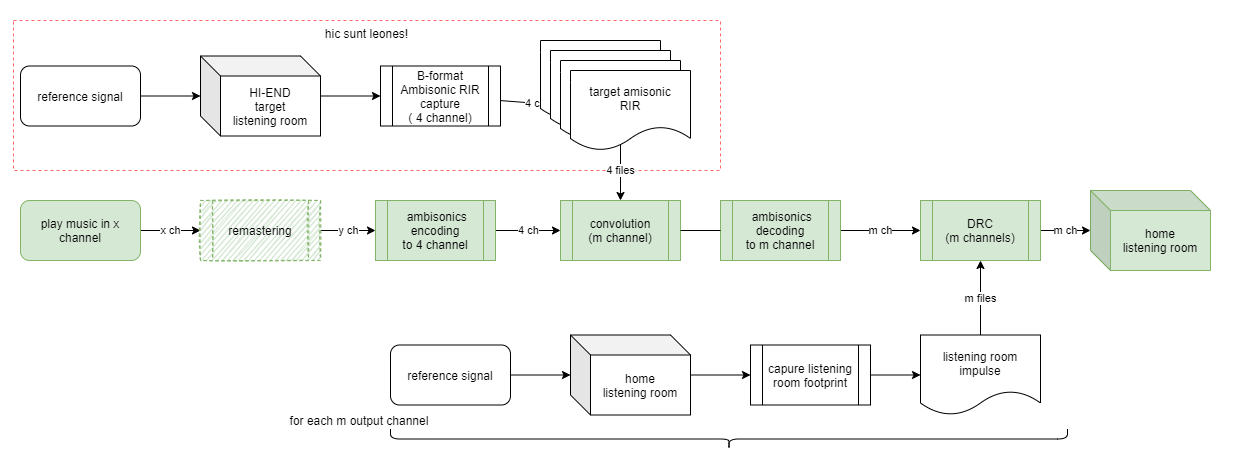 hic sunt leones!
reference signal
HI-END
target
listening room
B-format
Ambisonic RIR
capture
( 4 channel)
4 c
target amisonic
RIR
4 files
play music in x
channel
x ch
remastering
y ch
ambisonics
encoding
to 4 channel
4 ch
convolution
(m channel)
ambisonics
decoding
to m channel
m ch
DRC
(m channels)
m ch
home
listening room
m files
reference signal
home
listening room
capure listening
room footprint
listening room
impulse
for each m output channel